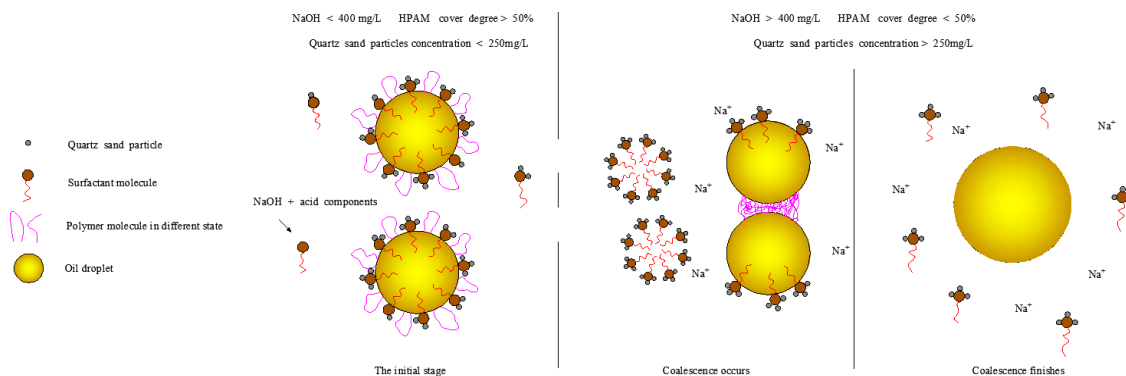 NaOH < 400 mg/L HPAM cover degree > 50%
Quartz sand particles concentration < 250mg/L
NaOH > 400 mg/L HPAM cover degree < 50%
Quartz sand particles concentration > 250mg/L
Quartz sand particle
Surfactant molecule
Polymer molecule in different state
Oil droplet
NaOH + acid components
Na⁺
Na⁺
Na⁺
Na⁺
Na⁺
Na⁺
Na⁺
Na⁺
Na⁺
Na⁺
The initial stage
Coalescence occurs
Coalescence finishes